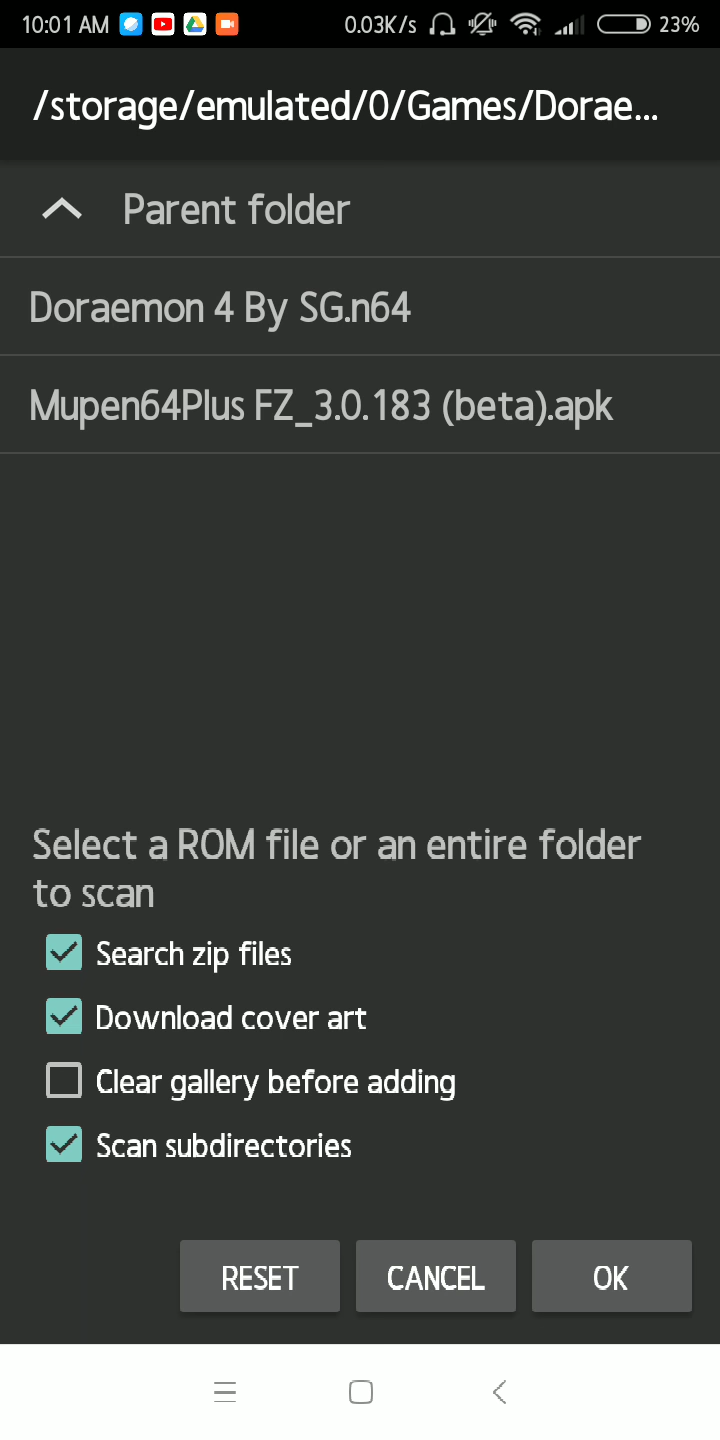 10:01 AM 0.03K/s 23%
/storage/emulated/0/Games/Dorae...
Parent folder
Doraemon 4 By SG.n64
Mupen64Plus FZ_3.0.183 (beta).apk
Select a ROM file or an entire folder
to scan
Search zip files
Download cover art
Clear gallery before adding
Scan subdirectories
RESET CANCEL OK